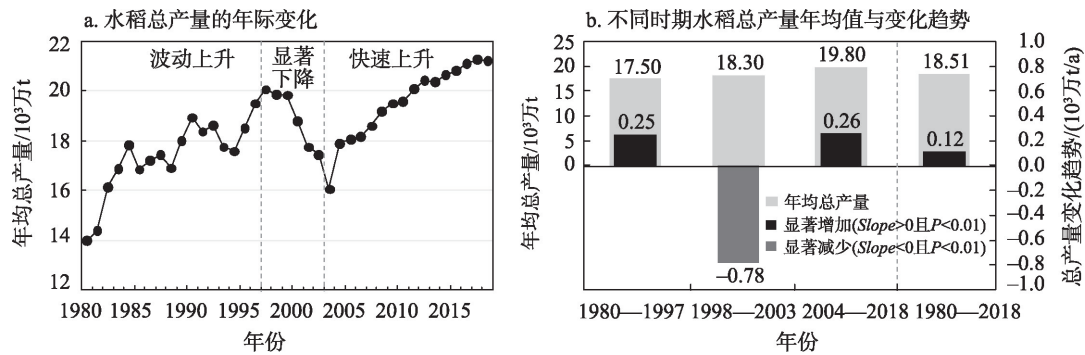 a. 水稻总产量的年际变化
22
20
18
16
14
12
年均总产量/10³万t
波动上升
显著
下降
快速上升
1980 1985 1990 1995 2000 2005 2010 2015
年份
b. 不同时期水稻总产量年均值与变化趋势
25
20
15
10
5
0
年均总产量/10³万t
17.50 18.30 19.80 18.51
0.25 0.26 0.12
-0.78
年均总产量
显著增加(Slope>0且P<0.01)
显著减少(Slope<0且P<0.01)
1.0
0.8
0.6
0.4
0.2
0.0
-0.2
-0.4
-0.6
-0.8
-1.0
总产量变化趋势/(10³万t/a)
1980—1997 1998—2003 2004—2018 1980—2018
年份